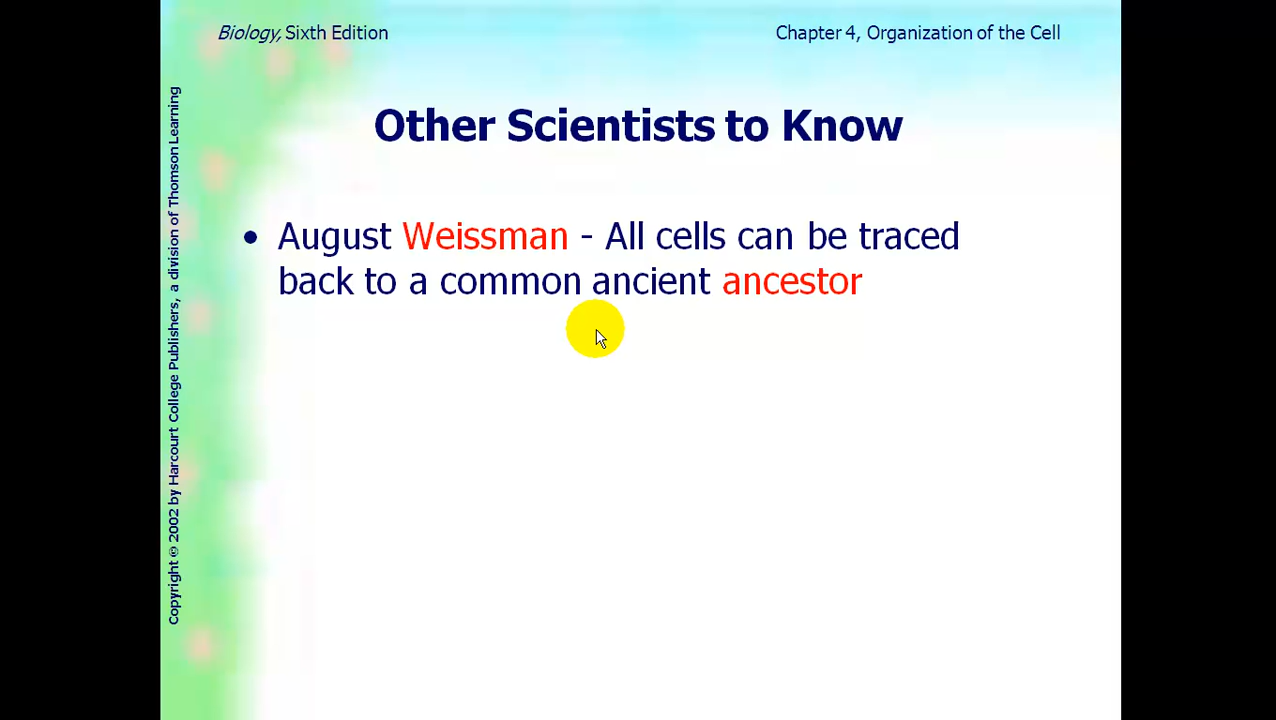 Biology, Sixth Edition
Chapter 4, Organization of the Cell
Other Scientists to Know
• August Weissman - All cells can be traced
back to a common ancient ancestor
Copyright © 2002 by Harcourt College Publishers, a division of Thomson Learning